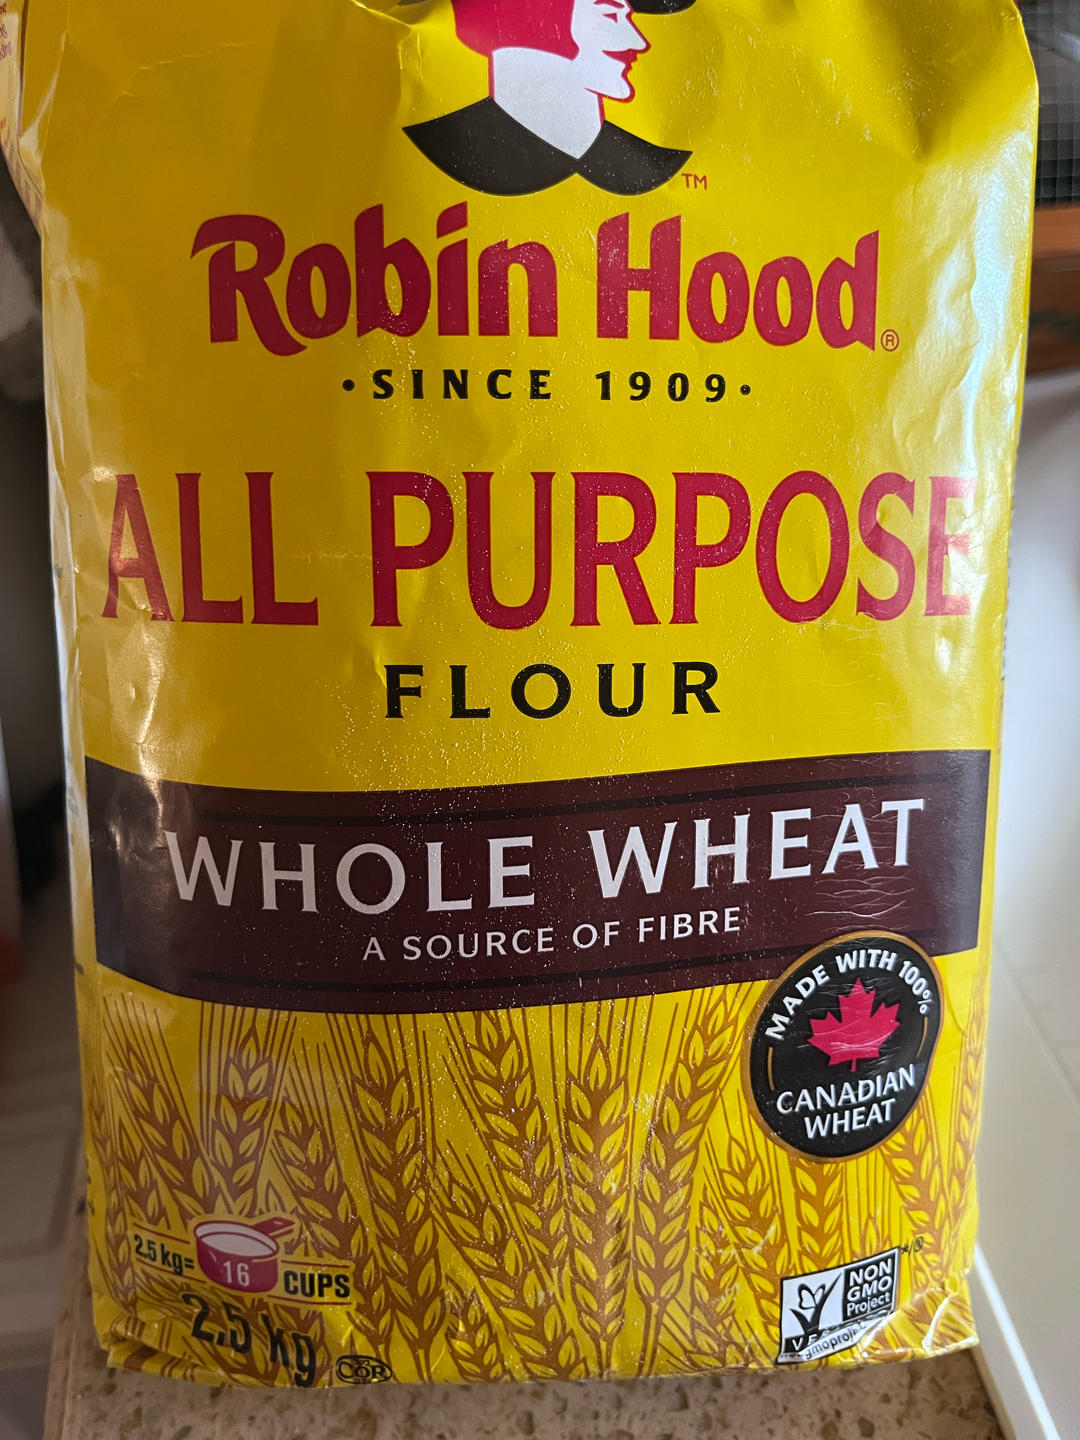 TM
Robin Hood®
·SINCE 1909·
ALL PURPOSE
FLOUR
WHOLE WHEAT
A SOURCE OF FIBRE
MADE WITH 100%
CANADIAN
WHEAT
2.5 kg=
16
CUPS
2.5 kg
COR
NON
GMO
Project